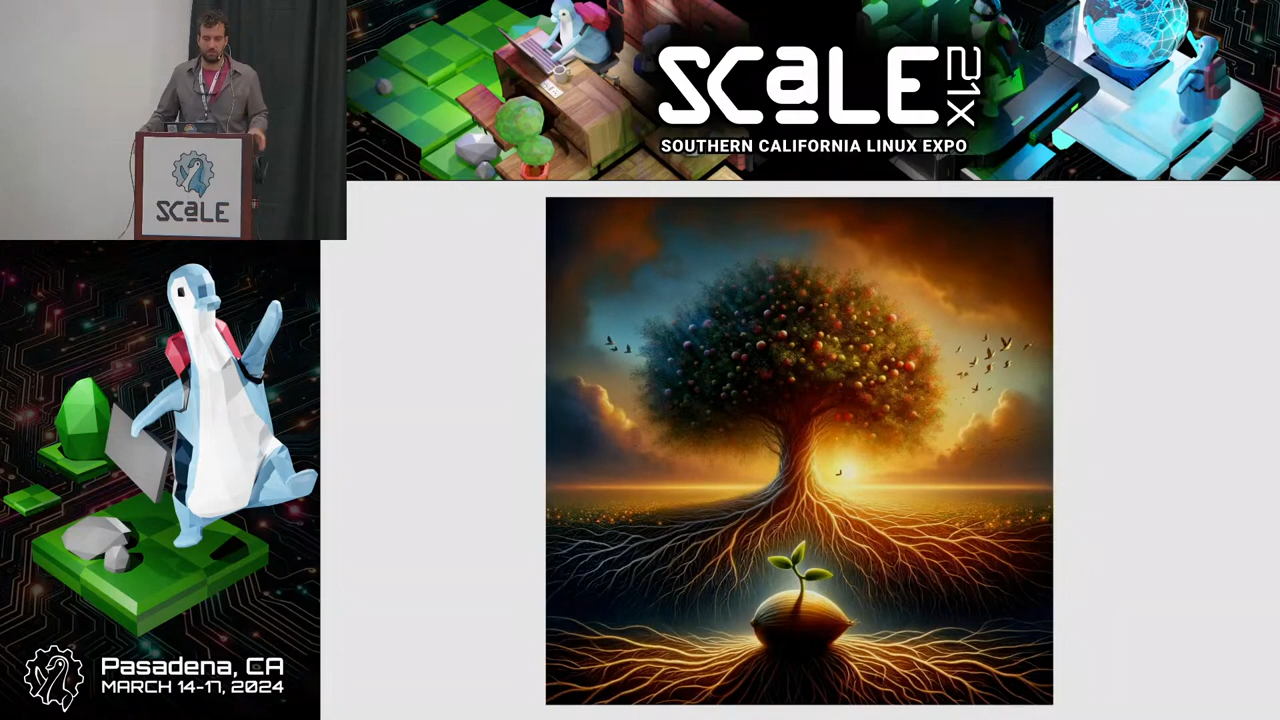 SCaLE 21X
SOUTHERN CALIFORNIA LINUX EXPO
SCaLE
Pasadena, CA
MARCH 14-17, 2024